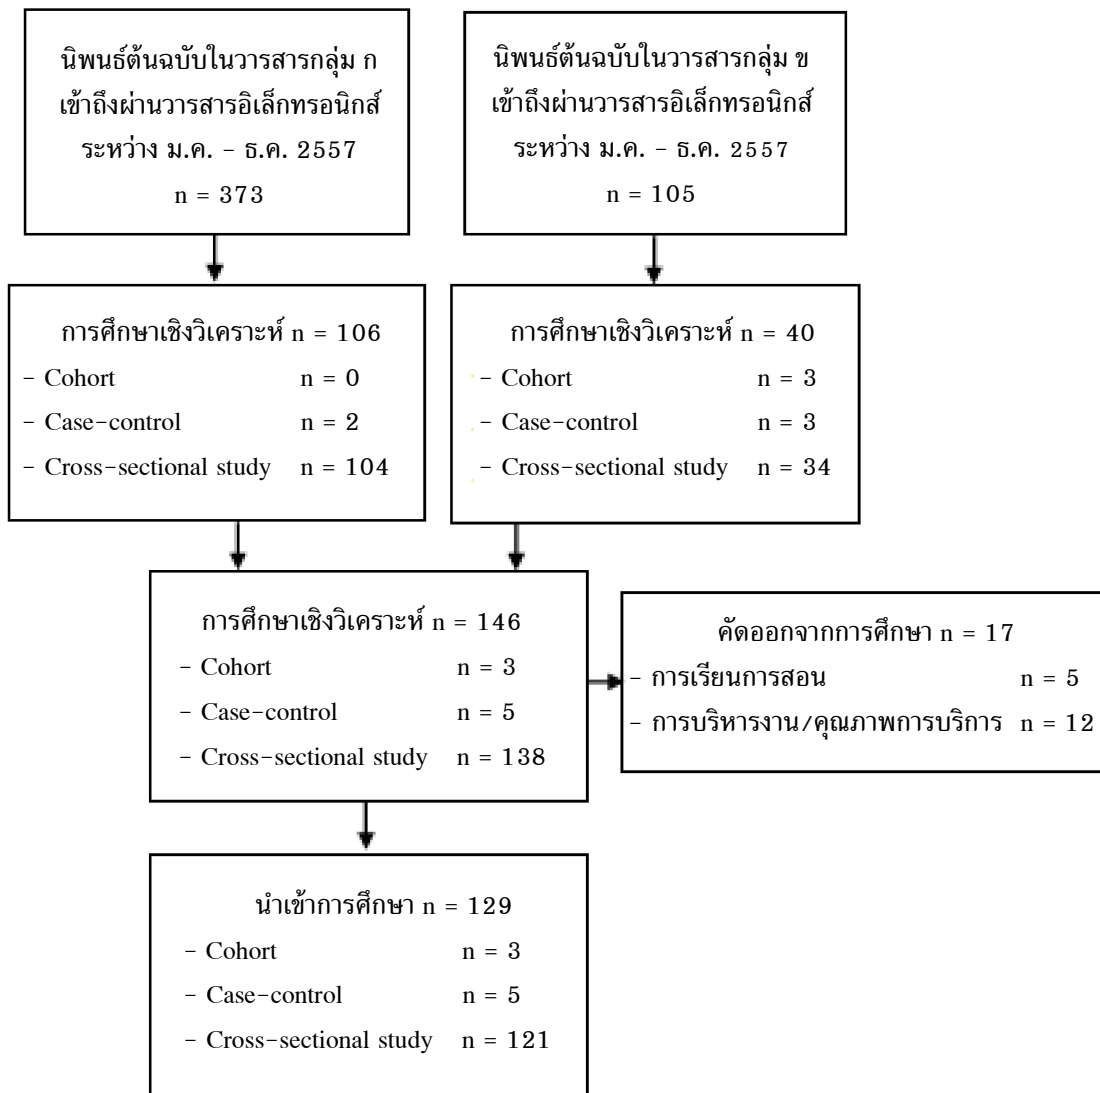 นิพนธ์ต้นฉบับในวารสารกลุ่ม ก
เข้าถึงผ่านวารสารอิเล็กทรอนิกส์
ระหว่าง ม.ค. - ธ.ค. 2557
n = 373
นิพนธ์ต้นฉบับในวารสารกลุ่ม ข
เข้าถึงผ่านวารสารอิเล็กทรอนิกส์
ระหว่าง ม.ค. - ธ.ค. 2557
n = 105
การศึกษาเชิงวิเคราะห์ n = 106
- Cohort n = 0
- Case-control n = 2
- Cross-sectional study n = 104
การศึกษาเชิงวิเคราะห์ n = 40
- Cohort n = 3
- Case-control n = 3
- Cross-sectional study n = 34
การศึกษาเชิงวิเคราะห์ n = 146
- Cohort n = 3
- Case-control n = 5
- Cross-sectional study n = 138
คัดออกจากการศึกษา n = 17
- การเรียนการสอน n = 5
- การบริหารงาน/คุณภาพการบริการ n = 12
นำเข้าการศึกษา n = 129
- Cohort n = 3
- Case-control n = 5
- Cross-sectional study n = 121